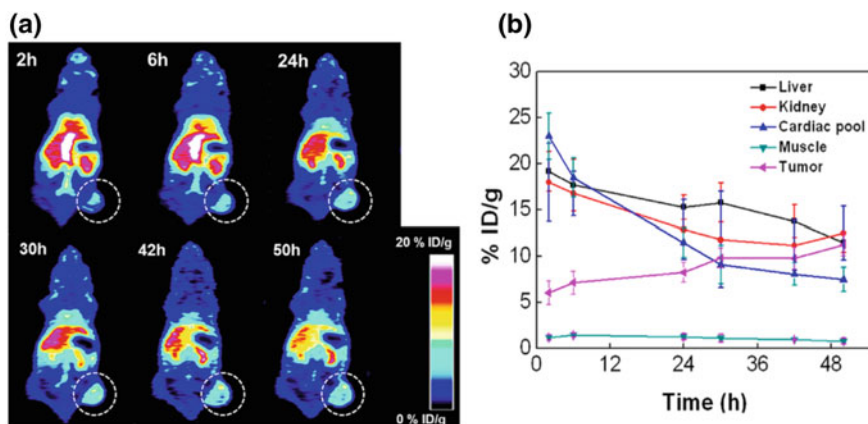 (a)
2h 6h 24h
30h 42h 50h
20 % ID/g
0 % ID/g
(b)
30
25
20
15
10
5
0
% ID/g
Liver
Kidney
Cardiac pool
Muscle
Tumor
0 12 24 36 48
Time (h)